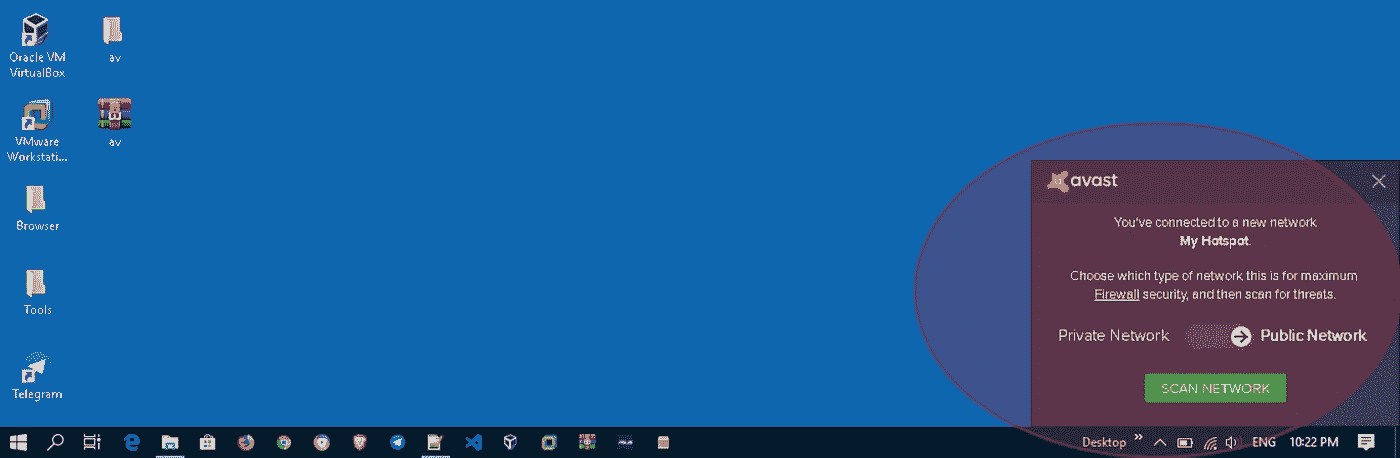 Oracle VM
VirtualBox
av
VMware
Workstati...
av
Browser
Tools
Telegram
avast
You've connected to a new network
My Hotspot.
Choose which type of network this is for maximum
Firewall security, and then scan for threats.
Private Network
Public Network
SCAN NETWORK
Desktop
ENG
10:22 PM